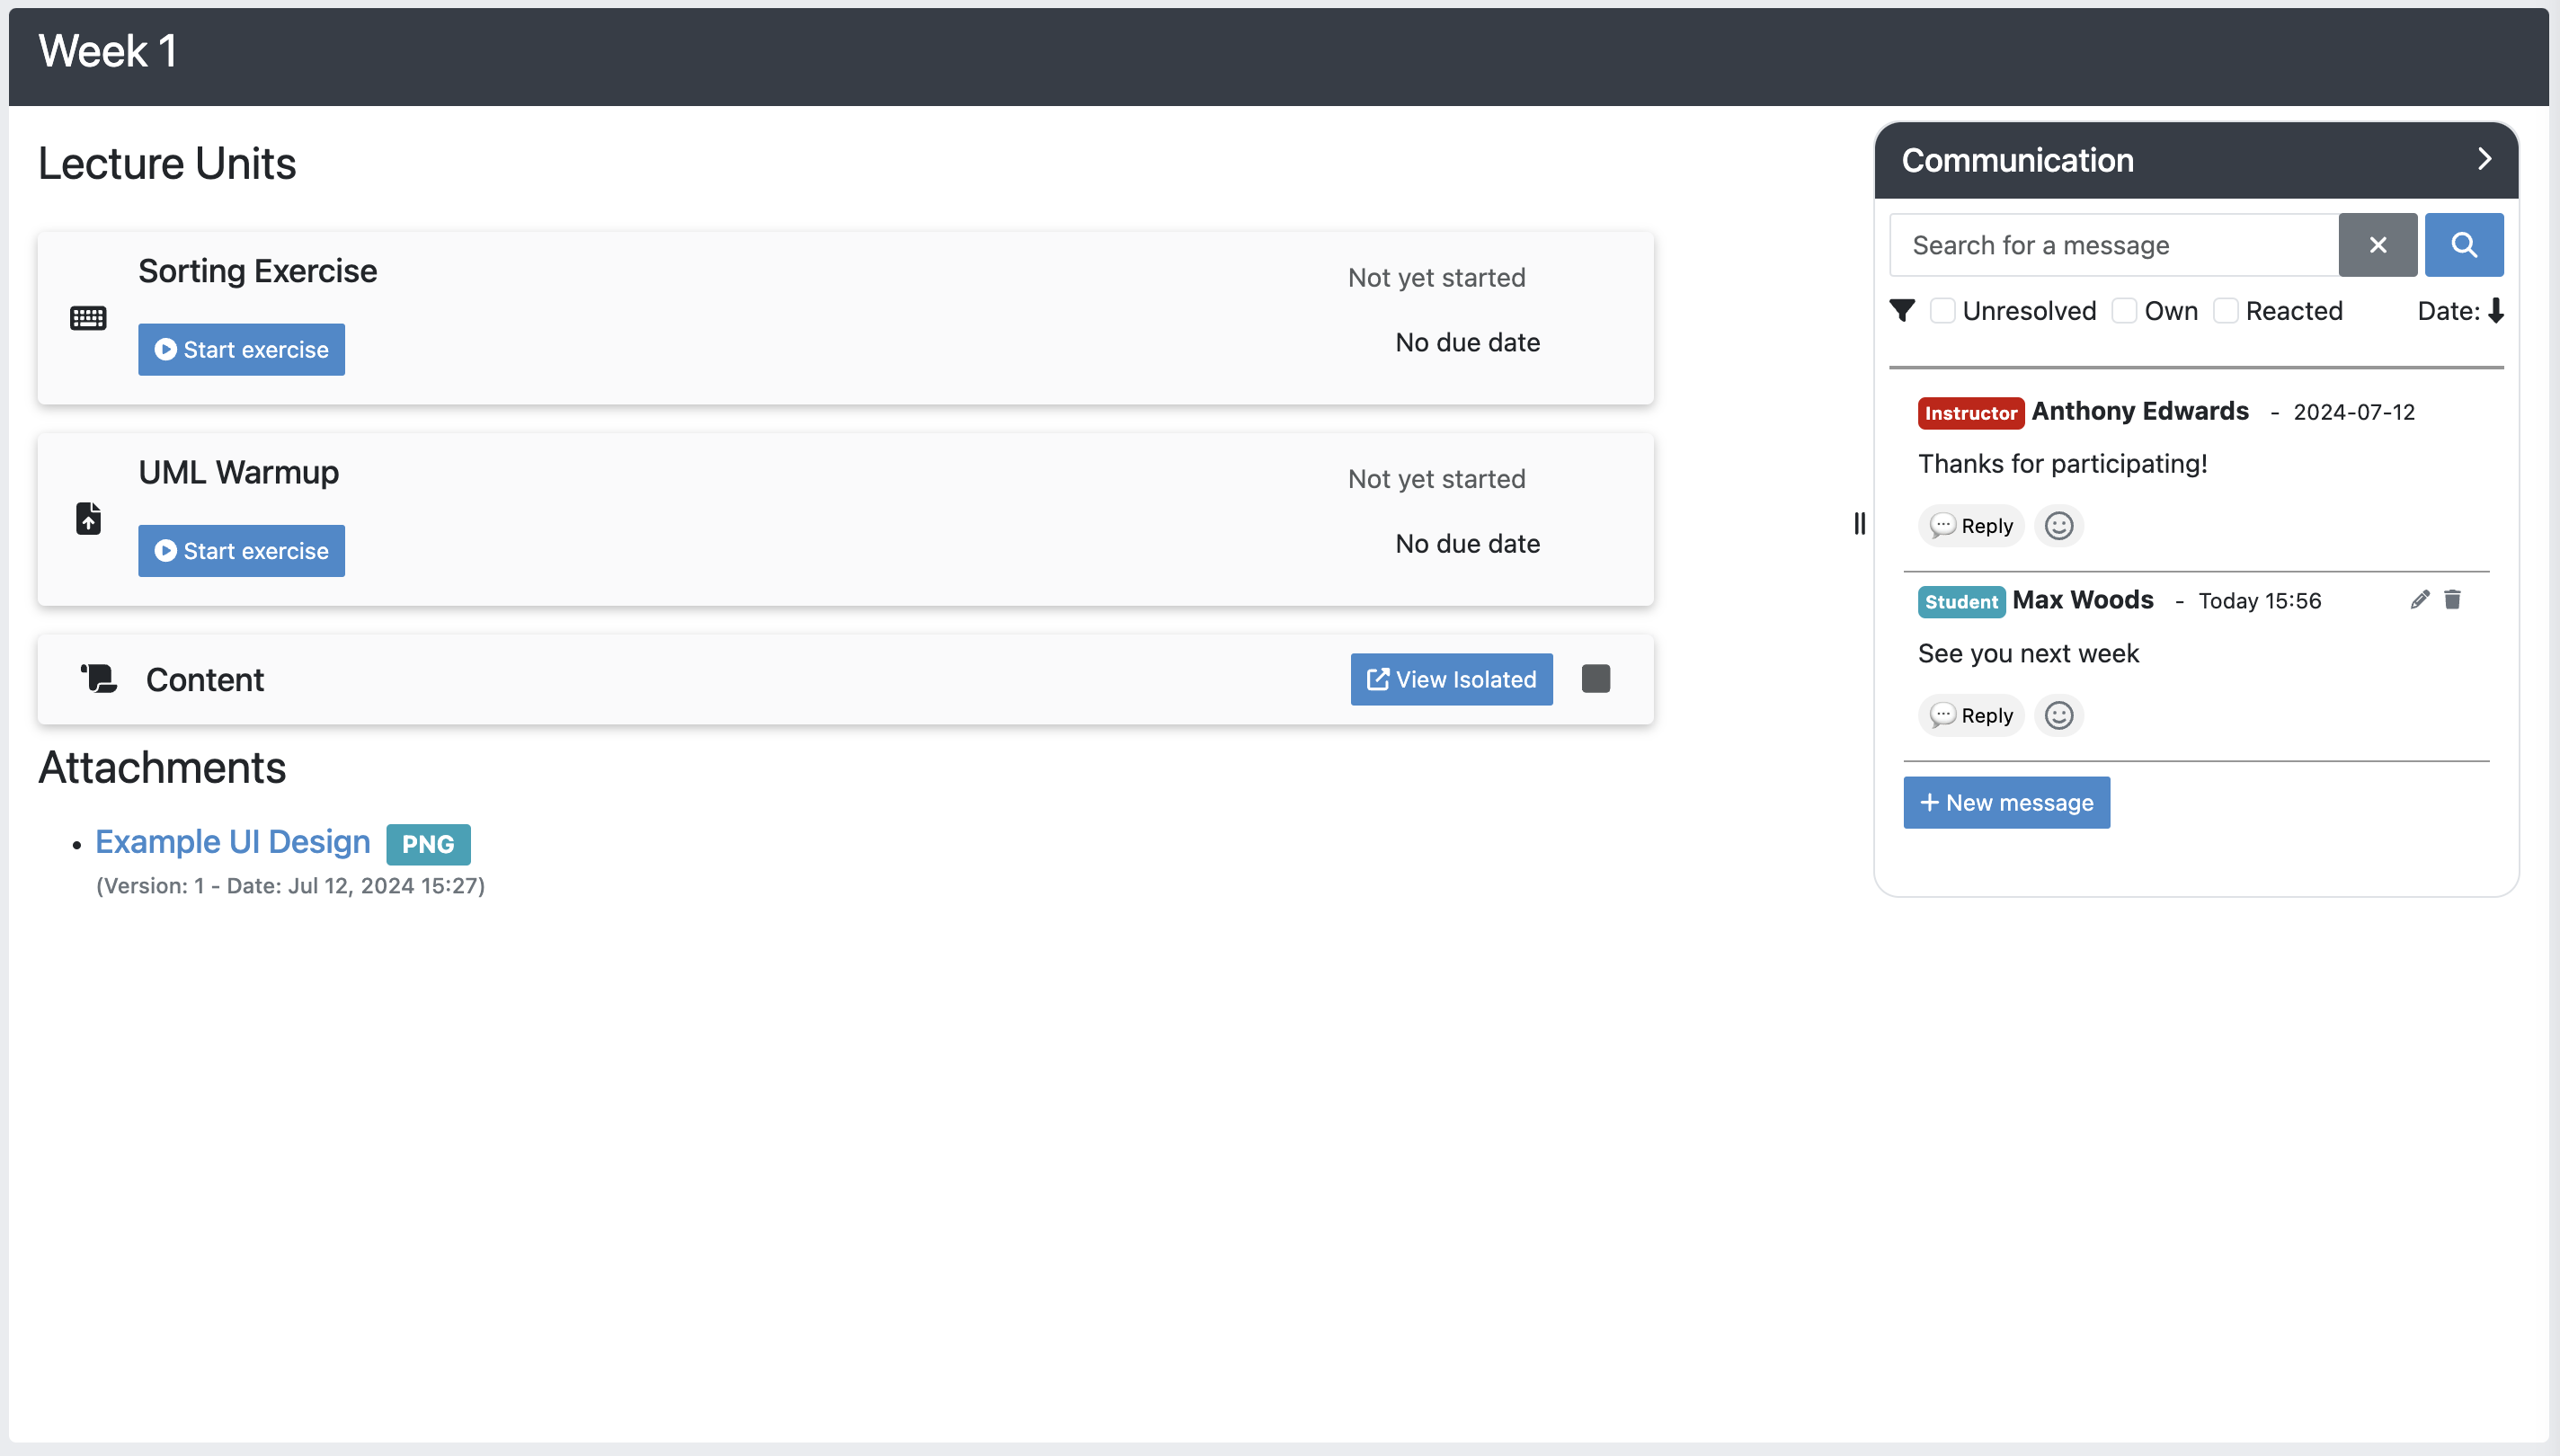 Week 1
Lecture Units
Sorting Exercise
Not yet started
Start exercise
No due date
UML Warmup
Not yet started
Start exercise
No due date
Content
View Isolated
Attachments
Example UI Design PNG
(Version: 1 - Date: Jul 12, 2024 15:27)
Communication
Search for a message
Unresolved Own Reacted Date:
Instructor Anthony Edwards - 2024-07-12
Thanks for participating!
Reply
Student Max Woods - Today 15:56
See you next week
Reply
+ New message